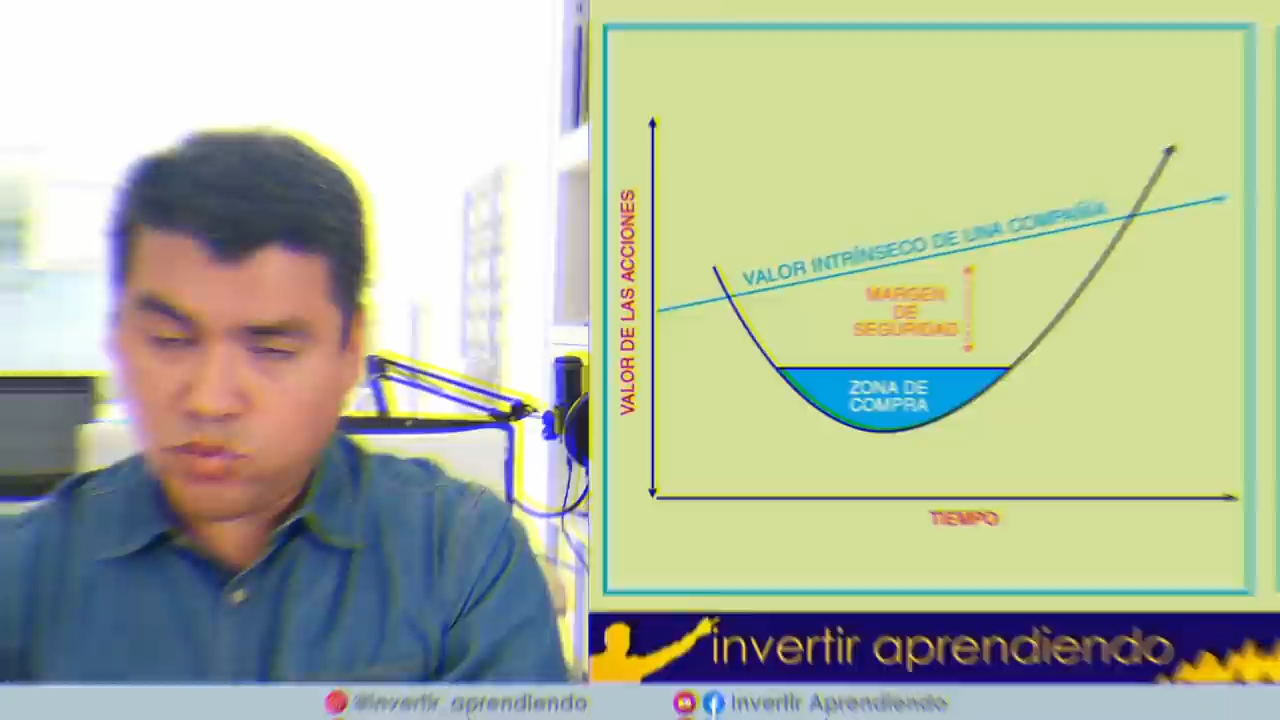 VALOR DE LAS ACCIONES
VALOR INTRÍNSECO DE UNA COMPAÑÍA
MARGEN
DE
SEGURIDAD
ZONA DE
COMPRA
TIEMPO
invertir aprendiendo
@invertir_aprendiendo
Invertir Aprendiendo